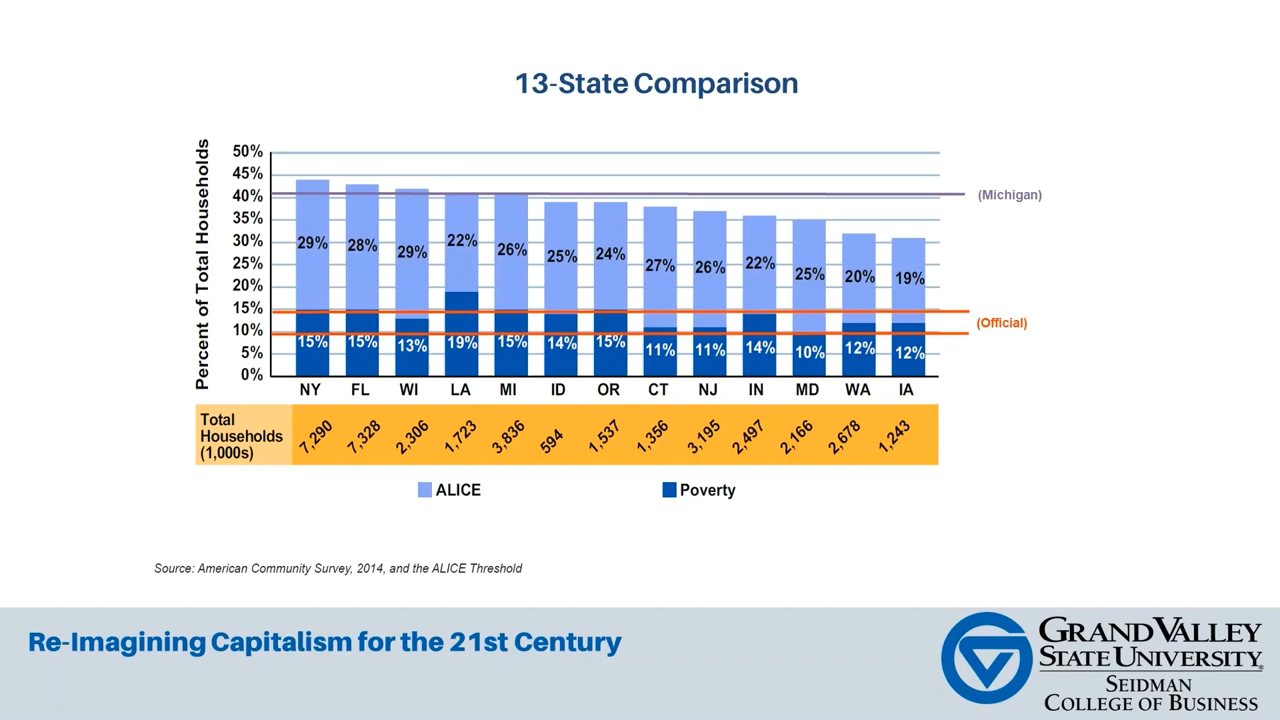 13-State Comparison
Percent of Total Households
50%
45%
40%
35%
30%
25%
20%
15%
10%
5%
0%
(Michigan)
(Official)
29% 28% 29% 22% 26% 25% 24% 27% 26% 22% 25% 20% 19%
15% 15% 13% 19% 15% 14% 15% 11% 11% 14% 10% 12% 12%
NY FL WI LA MI ID OR CT NJ IN MD WA IA
Total
Households
(1,000s)
7,290 7,328 2,306 1,723 3,836 594 1,537 1,356 3,195 2,497 2,166 2,678 1,243
ALICE Poverty
Source: American Community Survey, 2014, and the ALICE Threshold
Re-Imagining Capitalism for the 21st Century
GRAND VALLEY
STATE UNIVERSITY®
SEIDMAN
COLLEGE OF BUSINESS